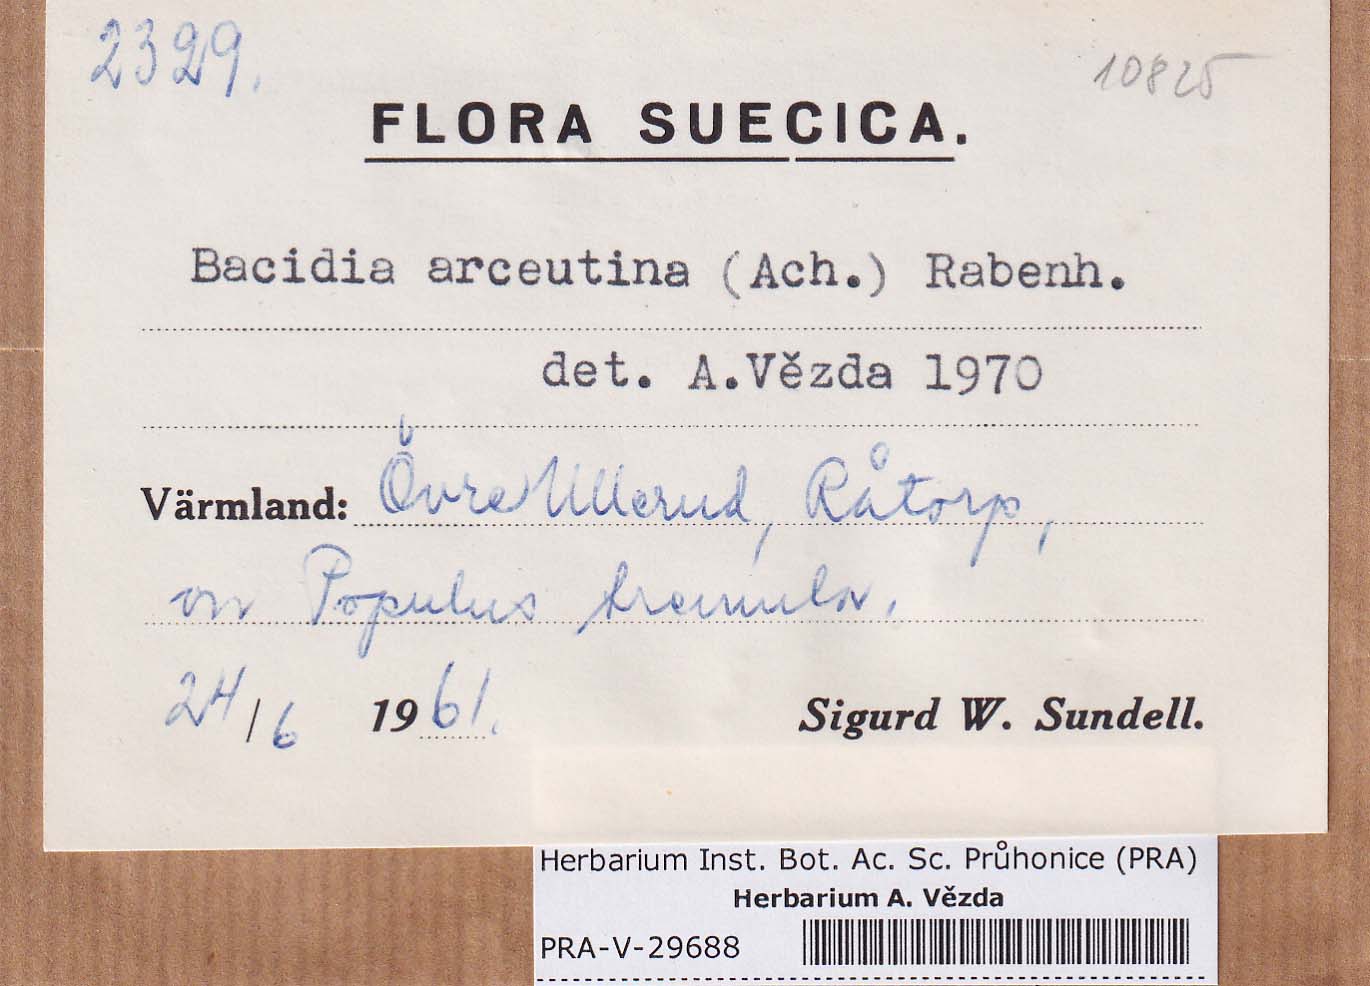 2329.
10825
FLORA SUECICA.
Bacidia arceutina (Ach.) Rabenh.
det. A.Vězda 1970
Värmland: Övre Ullerud, Råtorp,
on Populus tremula.
24/6 1961.
Sigurd W. Sundell.
Herbarium Inst. Bot. Ac. Sc. Průhonice (PRA)
Herbarium A. Vězda
PRA-V-29688